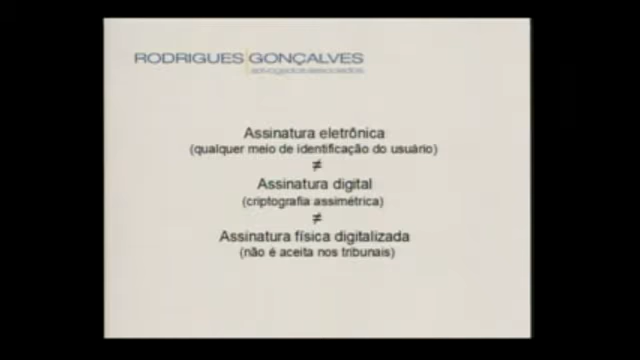 RODRIGUES GONÇALVES
advogados associados
Assinatura eletrônica
(qualquer meio de identificação do usuário)
≠
Assinatura digital
(criptografia assimétrica)
≠
Assinatura física digitalizada
(não é aceita nos tribunais)